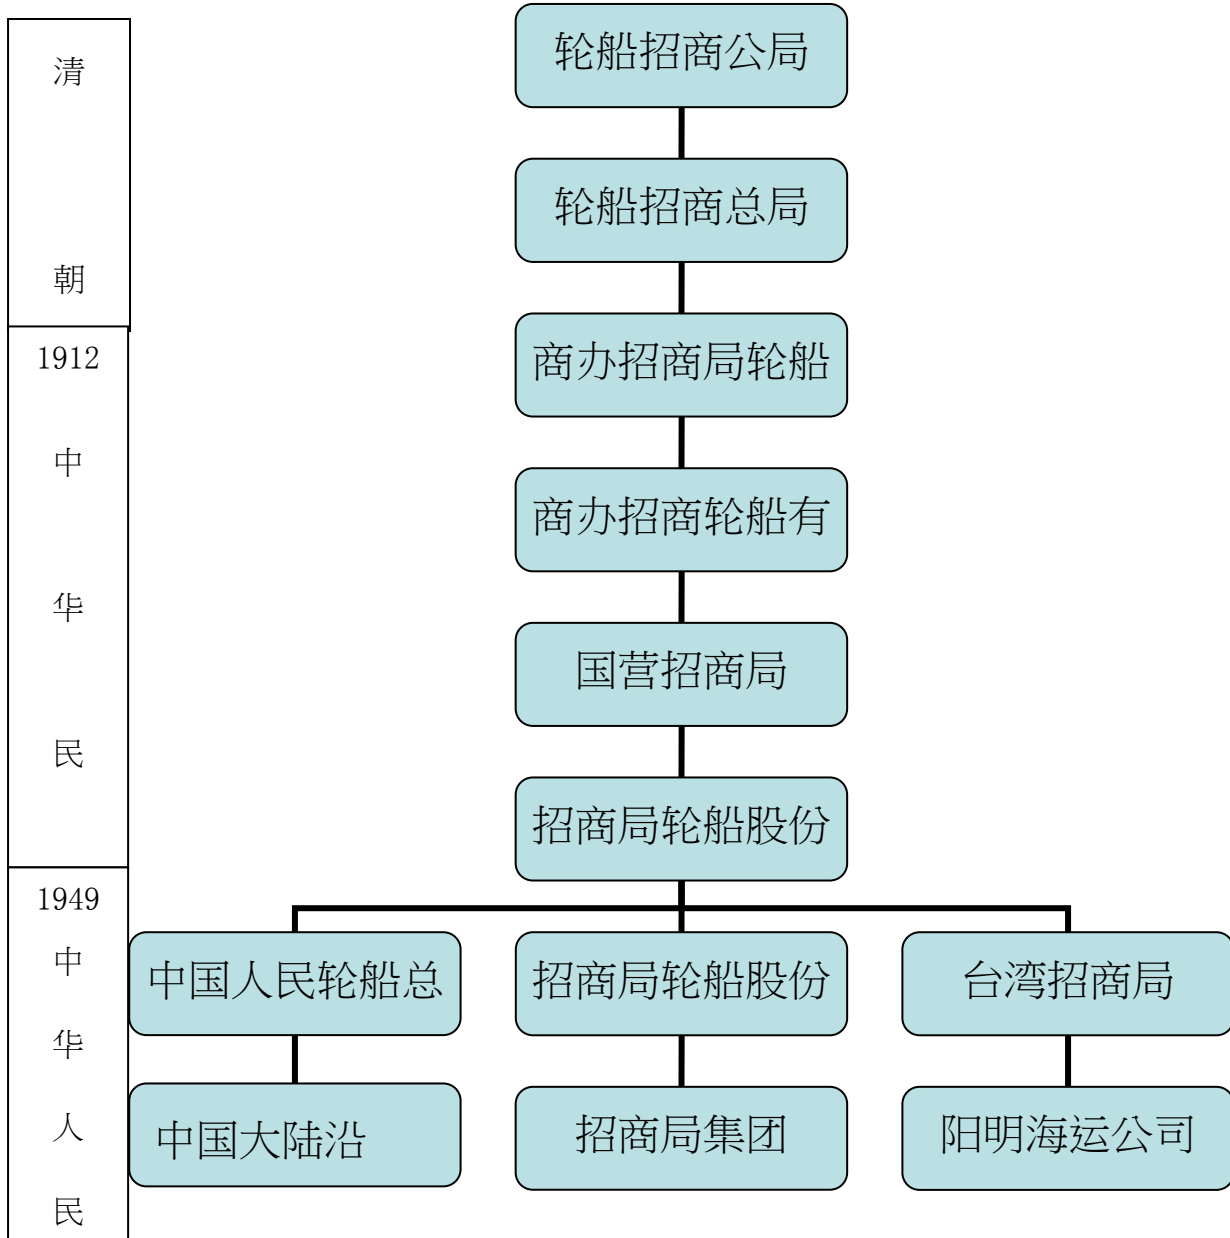 清
朝
1912
中
华
民
1949
中
华
人
民
轮船招商公局
轮船招商总局
商办招商局轮船
商办招商轮船有
国营招商局
招商局轮船股份
中国人民轮船总
招商局轮船股份
台湾招商局
中国大陆沿
招商局集团
阳明海运公司